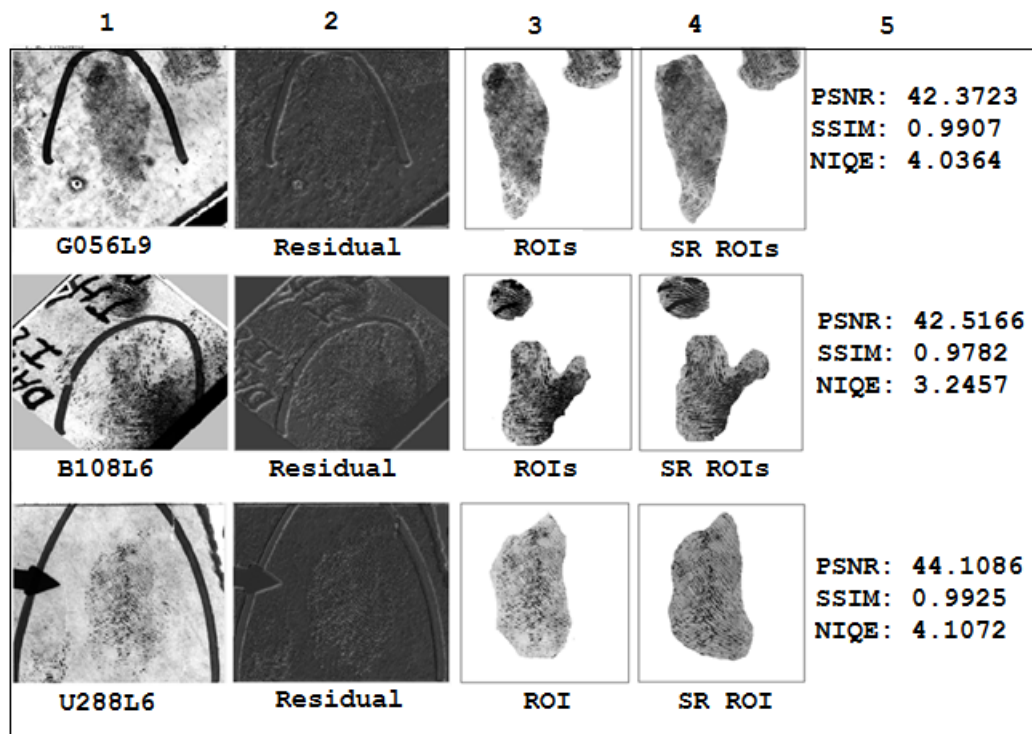 1 2 3 4 5
PSNR: 42.3723
SSIM: 0.9907
NIQE: 4.0364
G056L9 Residual ROIs SR ROIs
PSNR: 42.5166
SSIM: 0.9782
NIQE: 3.2457
B108L6 Residual ROIs SR ROIs
PSNR: 44.1086
SSIM: 0.9925
NIQE: 4.1072
U288L6 Residual ROI SR ROI